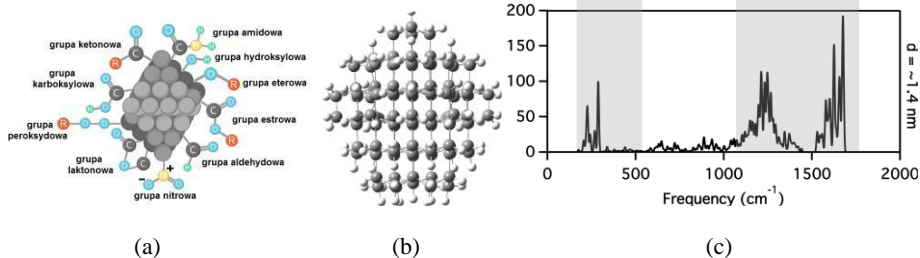 grupa amidowa
grupa ketonowa
grupa hydroksylowa
grupa karboksylowa
grupa eterowa
grupa peroksydowa
grupa estrowa
grupa laktonowa
grupa aldehydowa
grupa nitrowa
O
C
O
C
H
H
R
O
H
O
R
O
C
O
H
O
C
O
R
O
O
O
C
O
R
C
O
H
+
-
O
O
200
150
100
50
0
0
500
1000
1500
2000
Frequency (cm-1)
d = ~1,4 nm
(a)
(b)
(c)